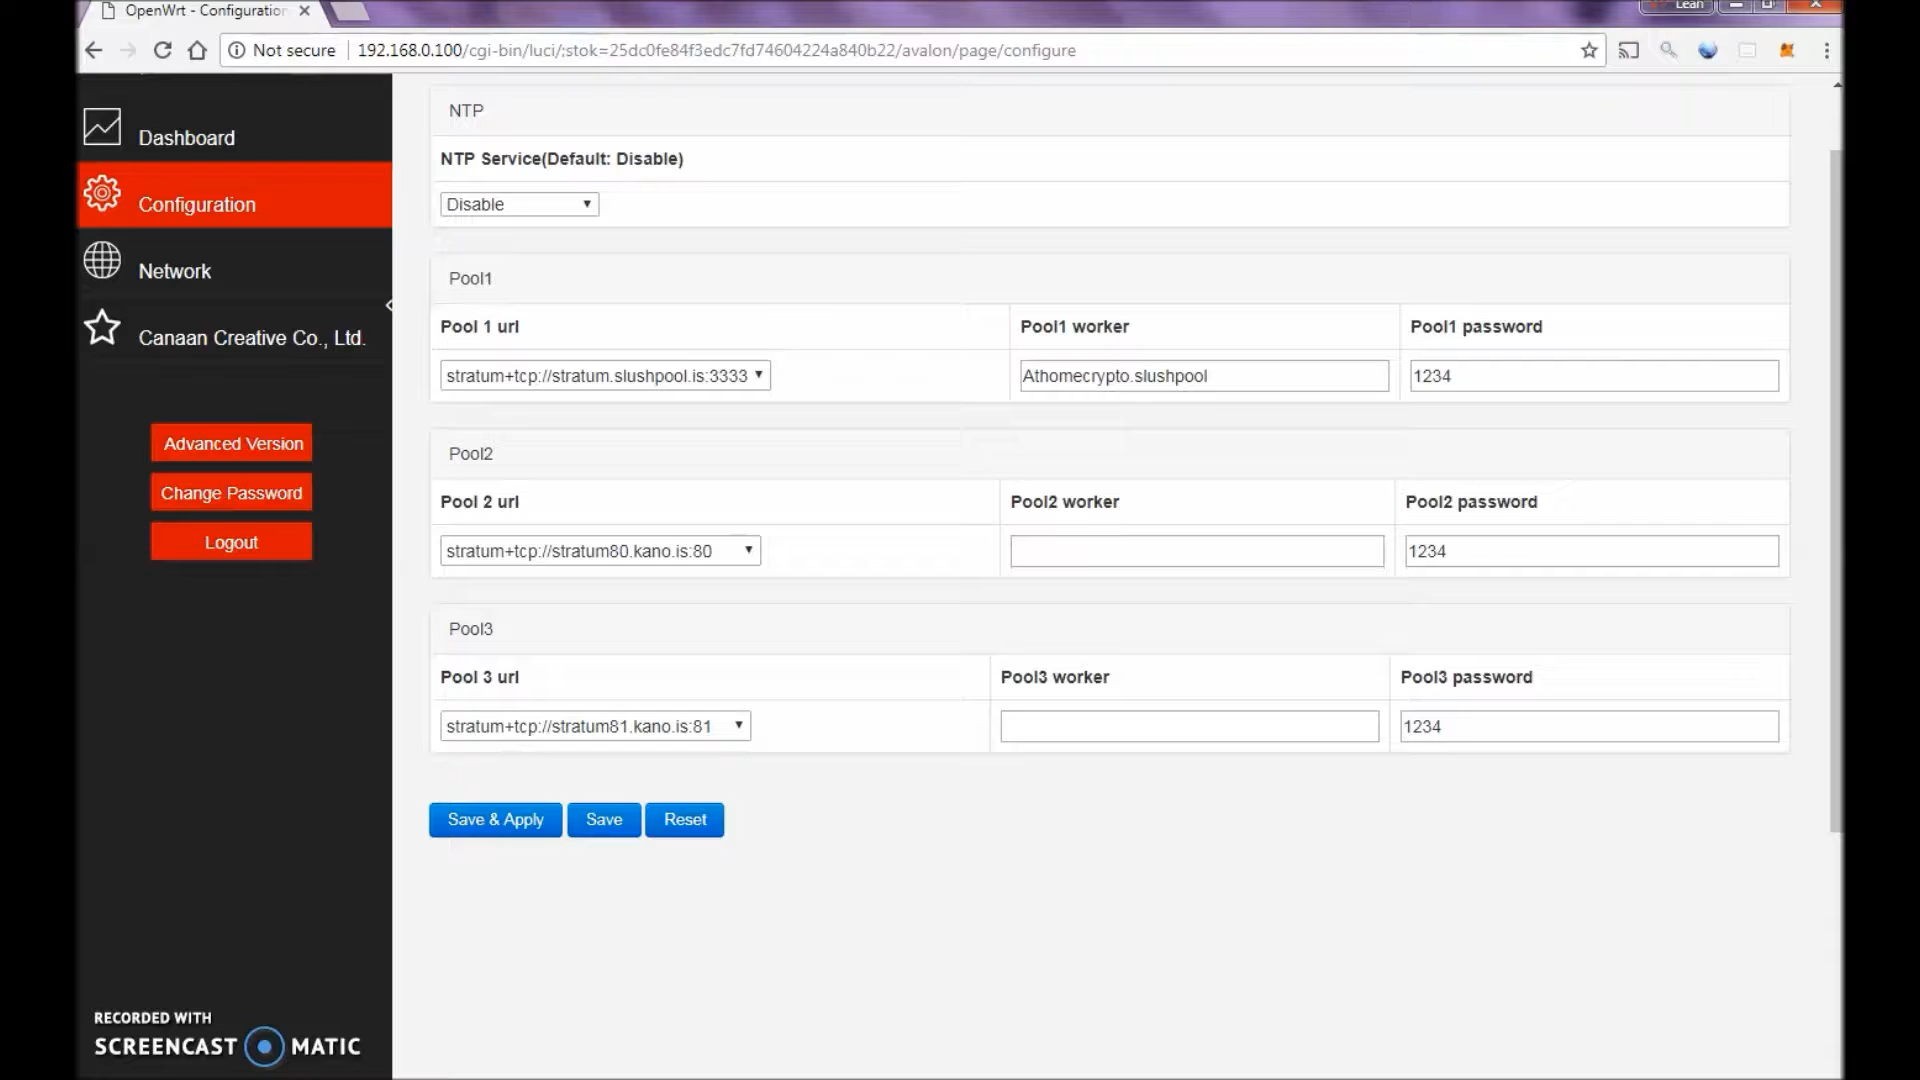 OpenWrt - Configuration
Lean
Not secure
192.168.0.100/cgi-bin/luci/;stok=25dc0fe84f3edc7fd74604224a840b22/avalon/page/configure
Dashboard
Configuration
Network
Canaan Creative Co., Ltd.
Advanced Version
Change Password
Logout
NTP
NTP Service(Default: Disable)
Disable
Pool1
Pool 1 url Pool1 worker Pool1 password
stratum+tcp://stratum.slushpool.is:3333 Athomecrypto.slushpool 1234
Pool2
Pool 2 url Pool2 worker Pool2 password
stratum+tcp://stratum80.kano.is:80 1234
Pool3
Pool 3 url Pool3 worker Pool3 password
stratum+tcp://stratum81.kano.is:81 1234
Save & Apply Save Reset
RECORDED WITH
SCREENCAST MATIC